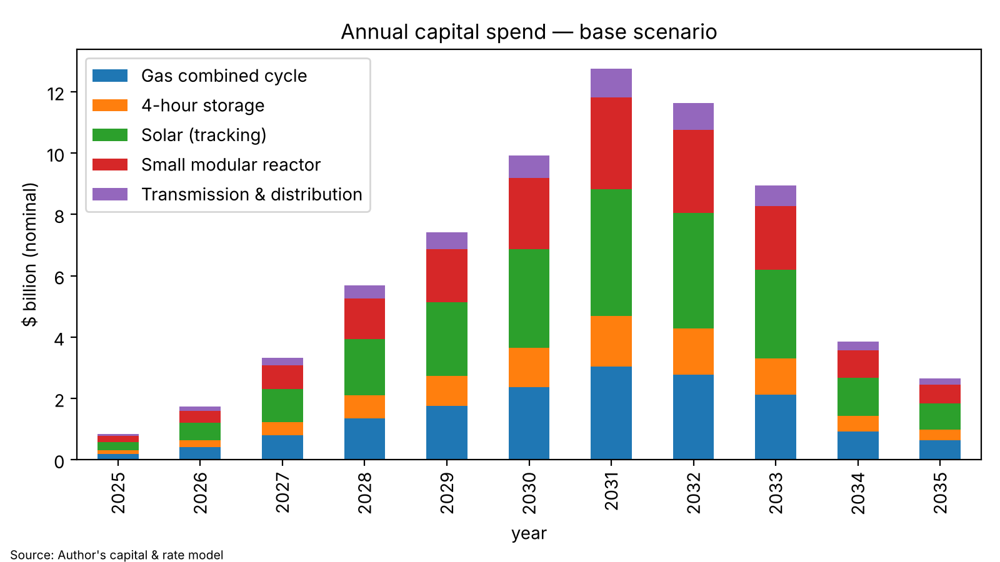 Annual capital spend — base scenario
Gas combined cycle
4-hour storage
Solar (tracking)
Small modular reactor
Transmission & distribution
$ billion (nominal)
12
10
8
6
4
2
0
2025
2026
2027
2028
2029
2030
2031
2032
2033
2034
2035
year
Source: Author's capital & rate model